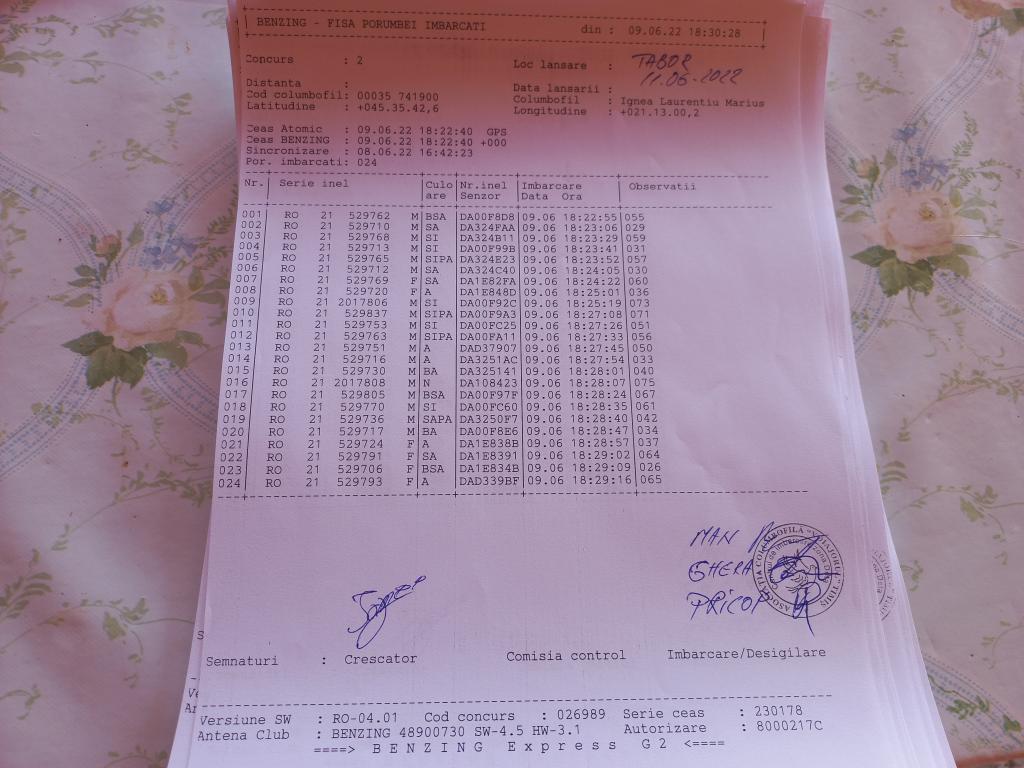 BENZING - FISA PORUMBEI IMBARCATI din : 09.06.22 18:30:28
Concurs : 2 Loc lansare : TABOR
Distanta : Data lansarii : 11.06-2022
Cod columbofil: 00035 741900 Columbofil : Ignea Laurentiu Marius
Latitudine : +045.35.42,6 Longitudine : +021.13.00,2
Ceas Atomic : 09.06.22 18:22:40 GPS
Ceas BENZING : 09.06.22 18:22:40 +000
Sincronizare : 08.06.22 16:42:23
Por. imbarcati: 024
Nr. Serie inel Culo Nr.inel Imbarcare Observatii
are Senzor Data Ora
001 RO 21 529762 M BSA DA00F8D8 09.06 18:22:55 055
002 RO 21 529710 M SA DA324FAA 09.06 18:23:06 029
003 RO 21 529768 M SI DA324B11 09.06 18:23:29 059
004 RO 21 529713 M SI DA00F99B 09.06 18:23:41 031
005 RO 21 529765 M SIPA DA324E23 09.06 18:23:52 057
006 RO 21 529712 M SA DA324C40 09.06 18:24:05 030
007 RO 21 529769 F SA DA1E82FA 09.06 18:24:22 060
008 RO 21 529720 F A DA1E848D 09.06 18:25:01 036
009 RO 21 2017806 M SI DA00F92C 09.06 18:25:19 073
010 RO 21 529837 M SIPA DA00F9A3 09.06 18:27:08 071
011 RO 21 529753 M SI DA00FC25 09.06 18:27:26 051
012 RO 21 529763 M SIPA DA00FA11 09.06 18:27:33 056
013 RO 21 529751 M A DAD37907 09.06 18:27:45 050
014 RO 21 529716 M A DA3251AC 09.06 18:27:54 033
015 RO 21 529730 M BA DA325141 09.06 18:28:01 040
016 RO 21 2017808 M N DA108423 09.06 18:28:07 075
017 RO 21 529805 M BSA DA00F97F 09.06 18:28:24 067
018 RO 21 529770 M SI DA00FC60 09.06 18:28:35 061
019 RO 21 529736 M SAPA DA3250F7 09.06 18:28:40 042
020 RO 21 529717 M BA DA00F8E6 09.06 18:28:47 034
021 RO 21 529724 F A DA1E838B 09.06 18:28:57 037
022 RO 21 529791 F SA DA1E8391 09.06 18:29:02 064
023 RO 21 529706 F BSA DA1E834B 09.06 18:29:09 026
024 RO 21 529793 F A DAD339BF 09.06 18:29:16 065
MAN
GHERA
PRICOP
Semnaturi : Crescator Comisia control Imbarcare/Desigilare
Versiune SW : RO-04.01 Cod concurs : 026989 Serie ceas : 230178
Antena Club : BENZING 48900730 SW-4.5 HW-3.1 Autorizare : 8000217C
====> BENZING Express G2 <====